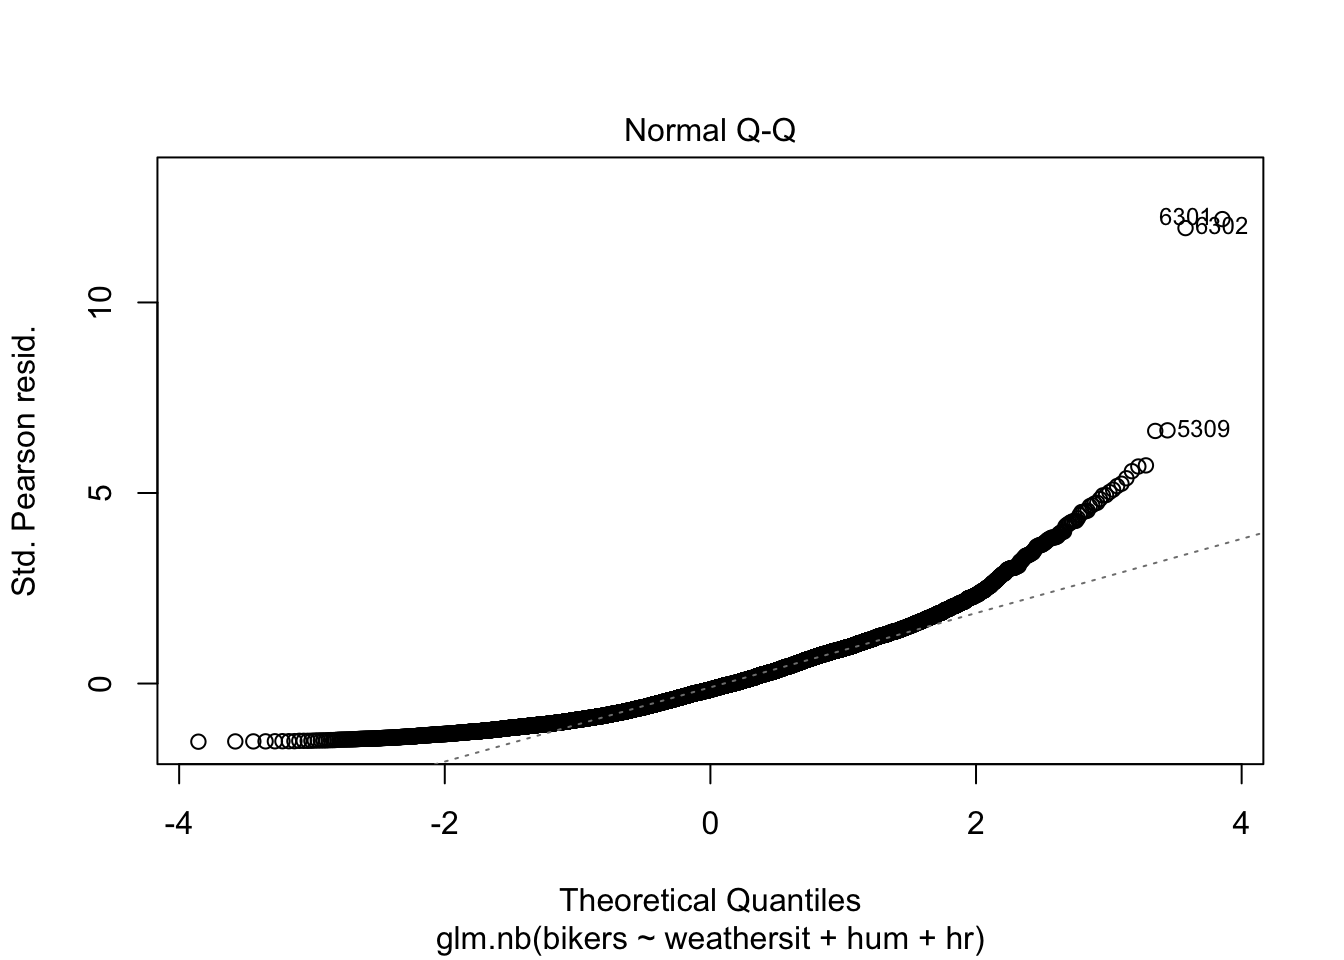 Normal Q-Q
6301
6302
5309
10
5
0
Std. Pearson resid.
-4 -2 0 2 4
Theoretical Quantiles
glm.nb(bikers ~ weathersit + hum + hr)